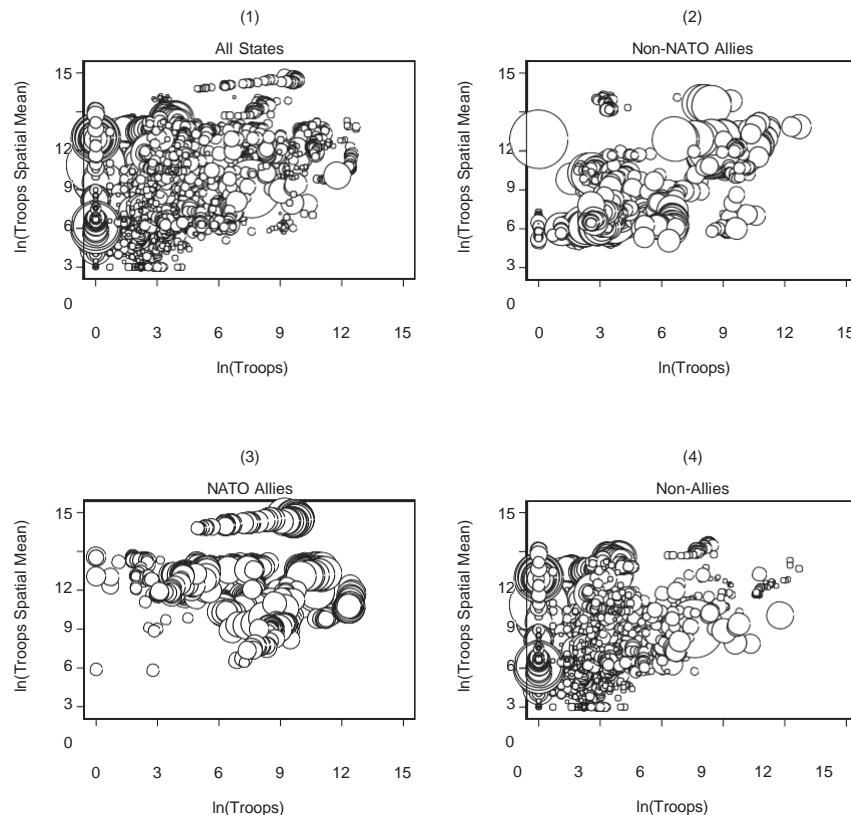 (1)
All States
ln(Troops Spatial Mean)
15
12
9
6
3
0
0 3 6 9 12 15
ln(Troops)
(2)
Non-NATO Allies
ln(Troops Spatial Mean)
15
12
9
6
3
0
0 3 6 9 12 15
ln(Troops)
(3)
NATO Allies
ln(Troops Spatial Mean)
15
12
9
6
3
0
0 3 6 9 12 15
ln(Troops)
(4)
Non-Allies
ln(Troops Spatial Mean)
15
12
9
6
3
0 0 3 6 9 12 15
ln(Troops)